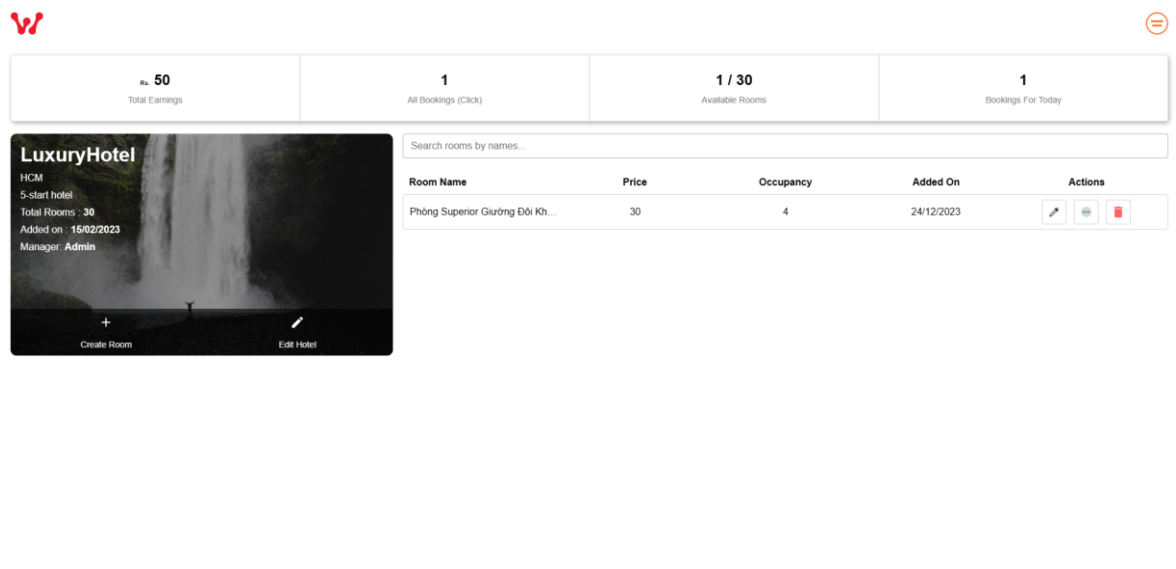 Rs. 50
Total Earnings
1
All Bookings (Click)
1 / 30
Available Rooms
1
Bookings For Today
LuxuryHotel
HCM
5-start hotel
Total Rooms : 30
Added on : 15/02/2023
Manager: Admin
Create Room
Edit Hotel
Search rooms by names...
Room Name Price Occupancy Added On Actions
Phòng Superior Giường Đôi Kh... 30 4 24/12/2023